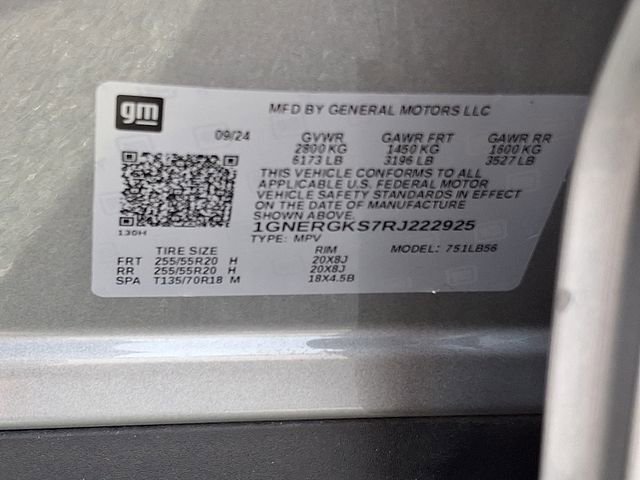 gm
MFD BY GENERAL MOTORS LLC
09/24 GVWR GAWR FRT GAWR RR
2800 KG 1450 KG 1600 KG
6173 LB 3196 LB 3527 LB
THIS VEHICLE CONFORMS TO ALL
APPLICABLE U.S. FEDERAL MOTOR
VEHICLE SAFETY STANDARDS IN EFFECT
ON THE DATE OF MANUFACTURE
SHOWN ABOVE.
1GNERGKS7RJ222925
130H
TYPE: MPV MODEL: 751LB56
TIRE SIZE RIM
FRT 255/55R20 H 20X8J
RR 255/55R20 H 20X8J
SPA T135/70R18 M 18X4.5B